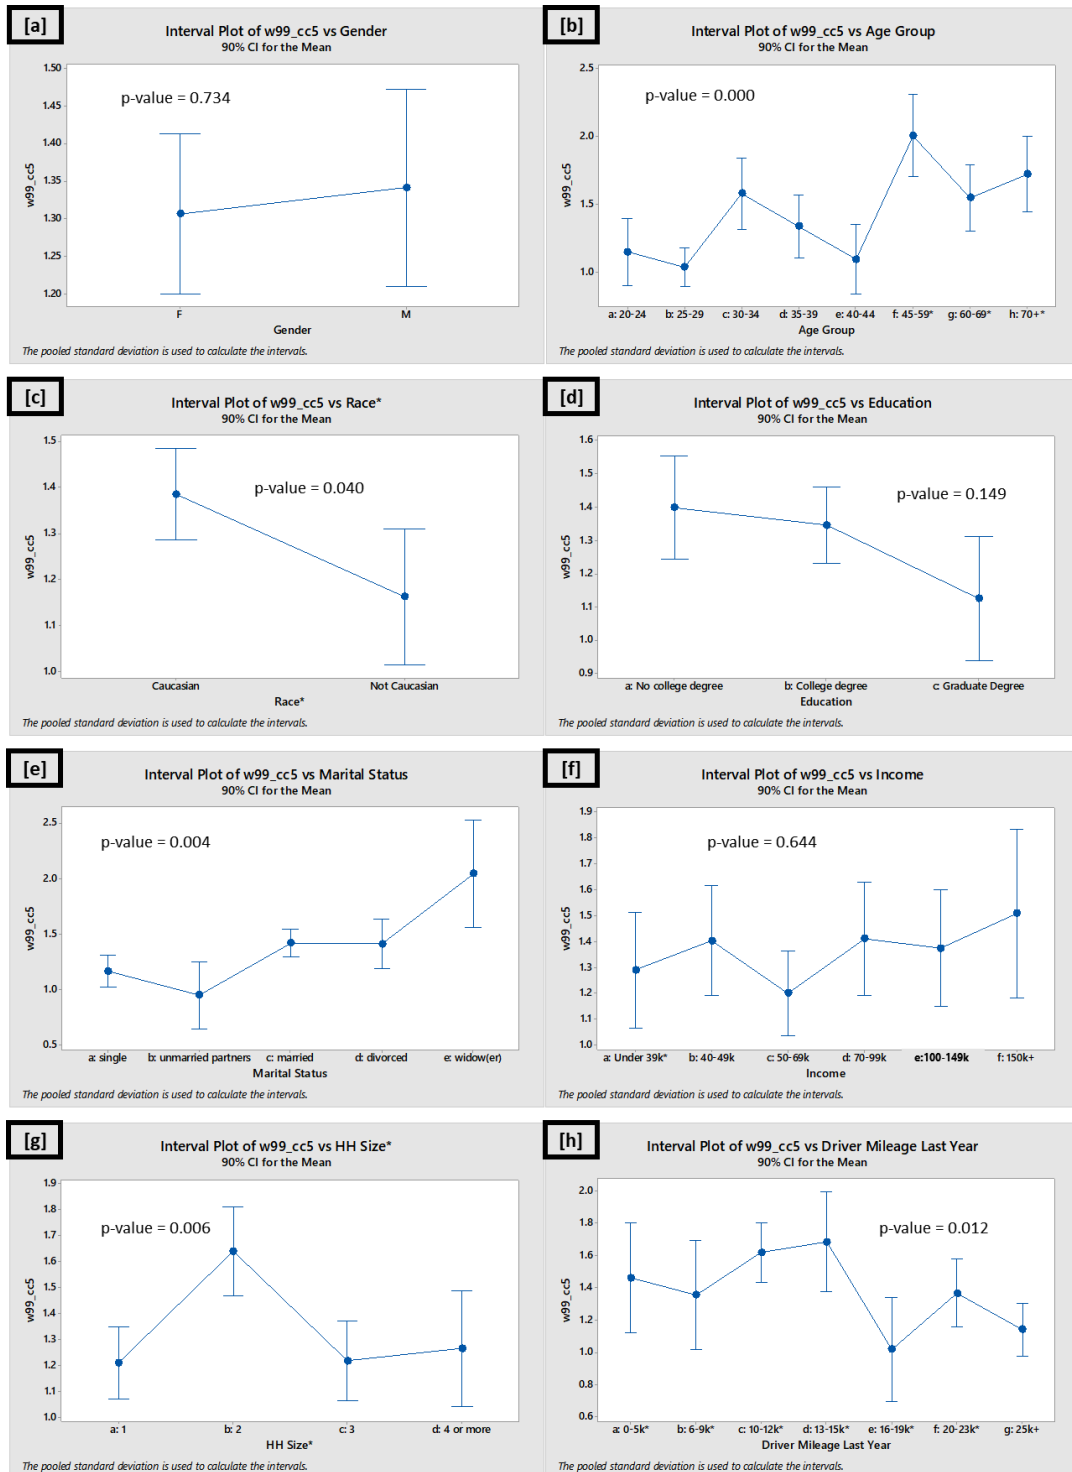 [a]
Interval Plot of w99_cc5 vs Gender
90% CI for the Mean
p-value = 0.734
1.50
1.45
1.40
1.35
1.30
1.25
1.20
w99_cc5
F M
Gender
The pooled standard deviation is used to calculate the intervals.
[b]
Interval Plot of w99_cc5 vs Age Group
90% CI for the Mean
p-value = 0.000
2.5
2.0
1.5
1.0
w99_cc5
a: 20-24 b: 25-29 c: 30-34 d: 35-39 e: 40-44 f: 45-59* g: 60-69* h: 70+*
Age Group
The pooled standard deviation is used to calculate the intervals.
[c]
Interval Plot of w99_cc5 vs Race*
90% CI for the Mean
p-value = 0.040
1.5
1.4
1.3
1.2
1.1
1.0
w99_cc5
Caucasian Not Caucasian
Race*
The pooled standard deviation is used to calculate the intervals.
[d]
Interval Plot of w99_cc5 vs Education
90% CI for the Mean
p-value = 0.149
1.6
1.5
1.4
1.3
1.2
1.1
1.0
0.9
w99_cc5
a: No college degree b: College degree c: Graduate Degree
Education
The pooled standard deviation is used to calculate the intervals.
[e]
Interval Plot of w99_cc5 vs Marital Status
90% CI for the Mean
p-value = 0.004
2.5
2.0
1.5
1.0
0.5
w99_cc5
a: single b: unmarried partners c: married d: divorced e: widow(er)
Marital Status
The pooled standard deviation is used to calculate the intervals.
[f]
Interval Plot of w99_cc5 vs Income
90% CI for the Mean
p-value = 0.644
1.9
1.8
1.7
1.6
1.5
1.4
1.3
1.2
1.1
1.0
w99_cc5
a: Under 39k* b: 40-49k c: 50-69k d: 70-99k e:100-149k f: 150k+
Income
The pooled standard deviation is used to calculate the intervals.
[g]
Interval Plot of w99_cc5 vs HH Size*
90% CI for the Mean
p-value = 0.006
1.9
1.8
1.7
1.6
1.5
1.4
1.3
1.2
1.1
1.0
w99_cc5
a: 1 b: 2 c: 3 d: 4 or more
HH Size*
The pooled standard deviation is used to calculate the intervals.
[h]
Interval Plot of w99_cc5 vs Driver Mileage Last Year
90% CI for the Mean
p-value = 0.012
2.0
1.8
1.6
1.4
1.2
1.0
0.8
0.6
w99_cc5
a: 0-5k* b: 6-9k* c: 10-12k* d: 13-15k* e: 16-19k* f: 20-23k* g: 25k+
Driver Mileage Last Year
The pooled standard deviation is used to calculate the intervals.